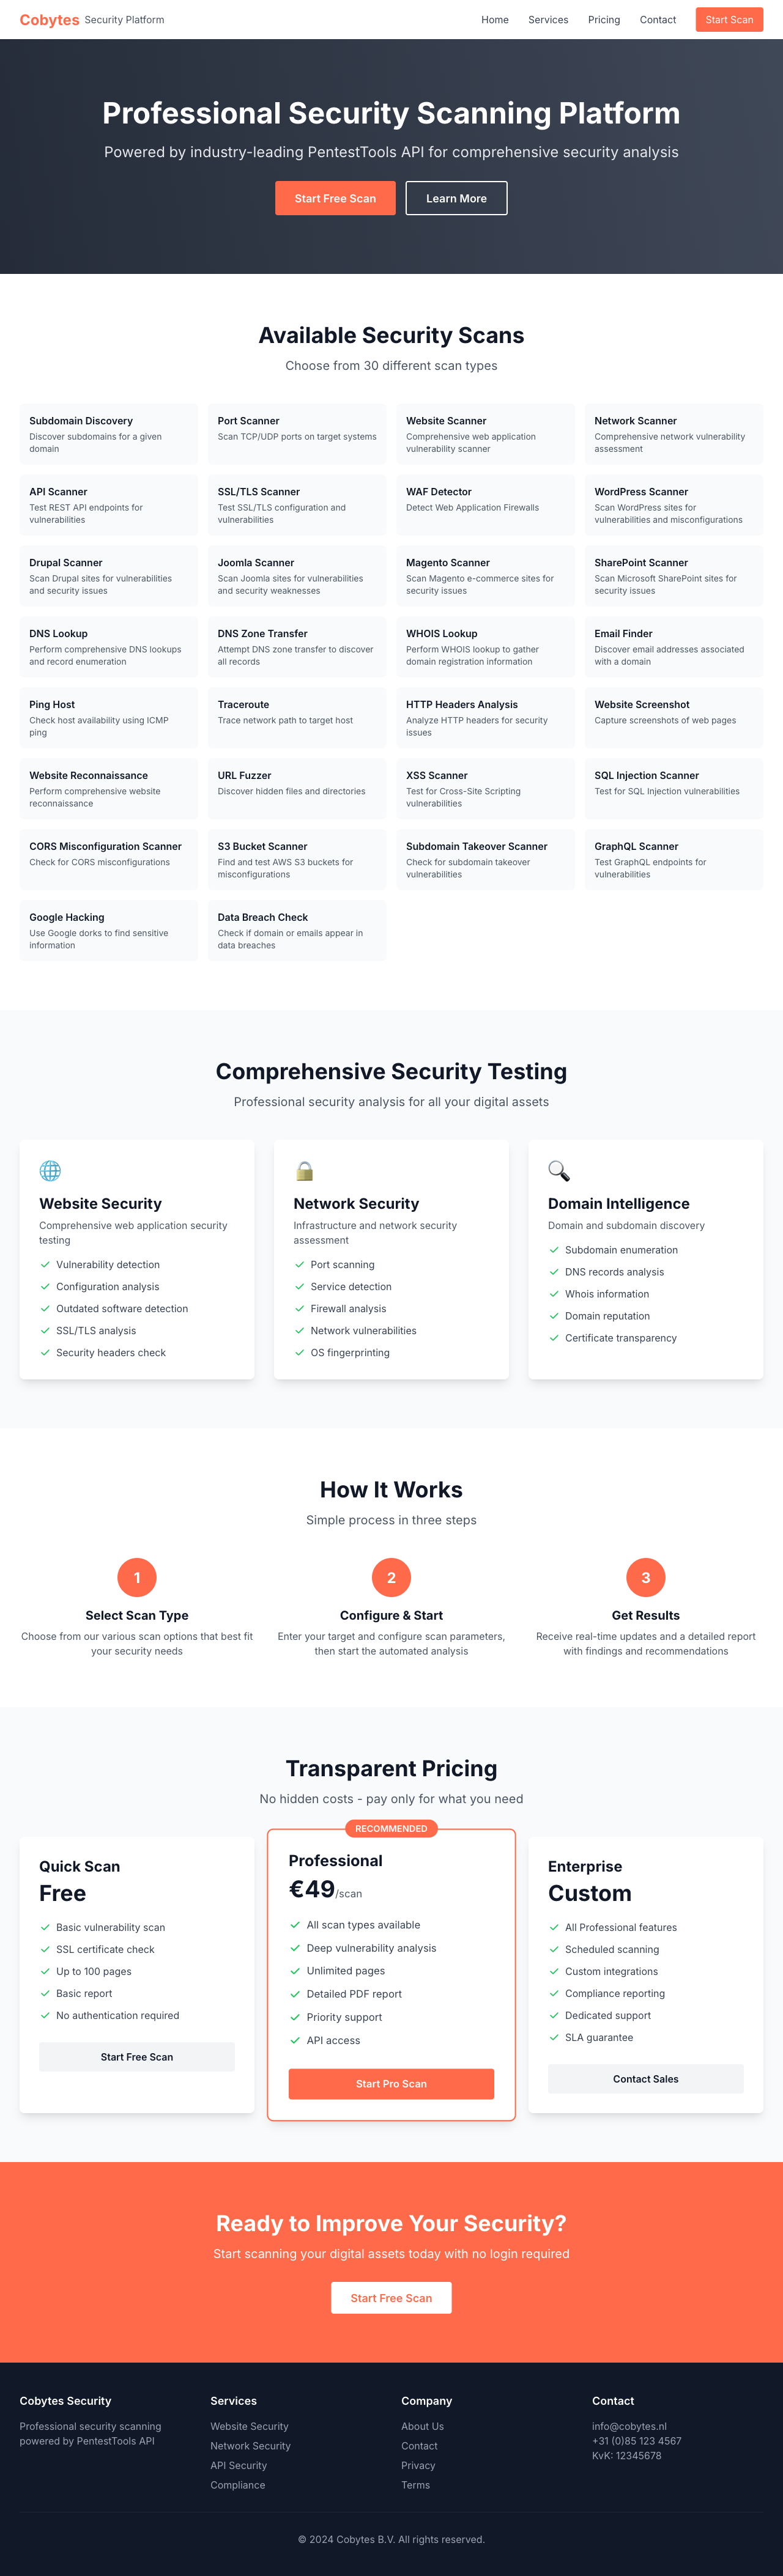 Cobytes Security Platform
Home
Services
Pricing
Contact
Start Scan
Professional Security Scanning Platform
Powered by industry-leading PentestTools API for comprehensive security analysis
Start Free Scan
Learn More
Available Security Scans
Choose from 30 different scan types
Subdomain Discovery
Discover subdomains for a given
domain
Port Scanner
Scan TCP/UDP ports on target systems
Website Scanner
Comprehensive web application
vulnerability scanner
Network Scanner
Comprehensive network vulnerability
assessment
API Scanner
Test REST API endpoints for
vulnerabilities
SSL/TLS Scanner
Test SSL/TLS configuration and
vulnerabilities
WAF Detector
Detect Web Application Firewalls
WordPress Scanner
Scan WordPress sites for
vulnerabilities and misconfigurations
Drupal Scanner
Scan Drupal sites for vulnerabilities
and security issues
Joomla Scanner
Scan Joomla sites for vulnerabilities
and security weaknesses
Magento Scanner
Scan Magento e-commerce sites for
security issues
SharePoint Scanner
Scan Microsoft SharePoint sites for
security issues
DNS Lookup
Perform comprehensive DNS lookups
and record enumeration
DNS Zone Transfer
Attempt DNS zone transfer to discover
all records
WHOIS Lookup
Perform WHOIS lookup to gather
domain registration information
Email Finder
Discover email addresses associated
with a domain
Ping Host
Check host availability using ICMP
ping
Traceroute
Trace network path to target host
HTTP Headers Analysis
Analyze HTTP headers for security
issues
Website Screenshot
Capture screenshots of web pages
Website Reconnaissance
Perform comprehensive website
reconnaissance
URL Fuzzer
Discover hidden files and directories
XSS Scanner
Test for Cross-Site Scripting
vulnerabilities
SQL Injection Scanner
Test for SQL Injection vulnerabilities
CORS Misconfiguration Scanner
Check for CORS misconfigurations
S3 Bucket Scanner
Find and test AWS S3 buckets for
misconfigurations
Subdomain Takeover Scanner
Check for subdomain takeover
vulnerabilities
GraphQL Scanner
Test GraphQL endpoints for
vulnerabilities
Google Hacking
Use Google dorks to find sensitive
information
Data Breach Check
Check if domain or emails appear in
data breaches
Comprehensive Security Testing
Professional security analysis for all your digital assets
Website Security
Comprehensive web application security
testing
Vulnerability detection
Configuration analysis
Outdated software detection
SSL/TLS analysis
Security headers check
Network Security
Infrastructure and network security
assessment
Port scanning
Service detection
Firewall analysis
Network vulnerabilities
OS fingerprinting
Domain Intelligence
Domain and subdomain discovery
Subdomain enumeration
DNS records analysis
Whois information
Domain reputation
Certificate transparency
How It Works
Simple process in three steps
1
Select Scan Type
Choose from our various scan options that best fit
your security needs
2
Configure & Start
Enter your target and configure scan parameters,
then start the automated analysis
3
Get Results
Receive real-time updates and a detailed report
with findings and recommendations
Transparent Pricing
No hidden costs - pay only for what you need
Quick Scan
Free
Basic vulnerability scan
SSL certificate check
Up to 100 pages
Basic report
No authentication required
Start Free Scan
RECOMMENDED
Professional
€49/scan
All scan types available
Deep vulnerability analysis
Unlimited pages
Detailed PDF report
Priority support
API access
Start Pro Scan
Enterprise
Custom
All Professional features
Scheduled scanning
Custom integrations
Compliance reporting
Dedicated support
SLA guarantee
Contact Sales
Ready to Improve Your Security?
Start scanning your digital assets today with no login required
Start Free Scan
Cobytes Security
Professional security scanning
powered by PentestTools API
Services
Website Security
Network Security
API Security
Compliance
Company
About Us
Contact
Privacy
Terms
Contact
info@cobytes.nl
+31 (0)85 123 4567
KvK: 12345678
© 2024 Cobytes B.V. All rights reserved.